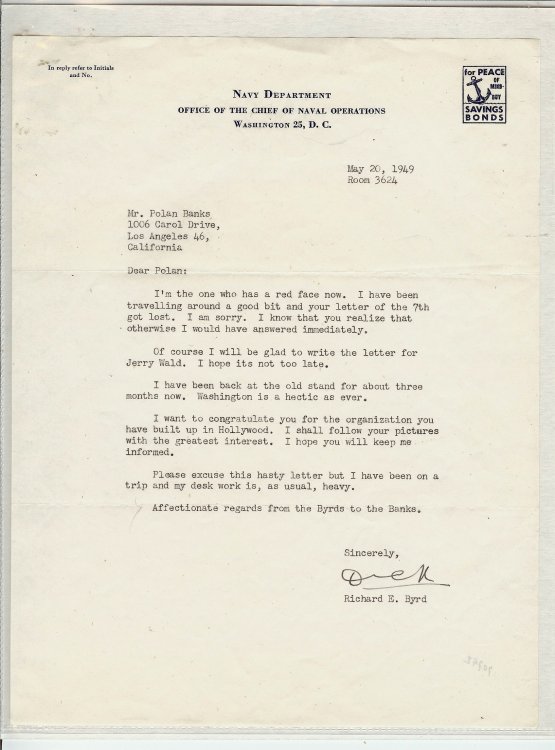 In reply refer to Initials
and No.
NAVY DEPARTMENT
OFFICE OF THE CHIEF OF NAVAL OPERATIONS
WASHINGTON 25, D. C.
for PEACE
OF
MIND-
BUY
SAVINGS
BONDS
May 20, 1949
Room 3624
Mr. Polan Banks
1006 Carol Drive,
Los Angeles 46,
California
Dear Polan:
I'm the one who has a red face now. I have been
travelling around a good bit and your letter of the 7th
got lost. I am sorry. I know that you realize that
otherwise I would have answered immediately.
Of course I will be glad to write the letter for
Jerry Wald. I hope its not too late.
I have been back at the old stand for about three
months now. Washington is a hectic as ever.
I want to congratulate you for the organization you
have built up in Hollywood. I shall follow your pictures
with the greatest interest. I hope you will keep me
informed.
Please excuse this hasty letter but I have been on a
trip and my desk work is, as usual, heavy.
Affectionate regards from the Byrds to the Banks.
Sincerely,
Dick
Richard E. Byrd